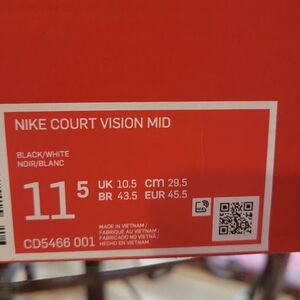 NIKE COURT VISION MID
BLACK/WHITE
NOIR/BLANC
11 5
UK 10.5 CM 29.5
BR 43.5 EUR 45.5
MADE IN VIETNAM /
FABRIQUÉ AU VIETNAM /
FABRICADO NO VIETNÃ /
HECHO EN VIETNAM
CD5466 001